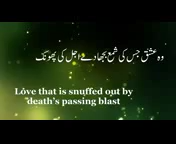 وہ عشق جس کی شمع بجھا دے اجل کی پھونک
Love that is snuffed out by
death's passing blast